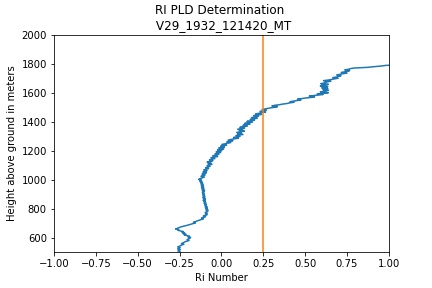 RI PLD Determination
V29_1932_121420_MT
Height above ground in meters
2000
1800
1600
1400
1200
1000
800
600
−1.00 −0.75 −0.50 −0.25 0.00 0.25 0.50 0.75 1.00
Ri Number